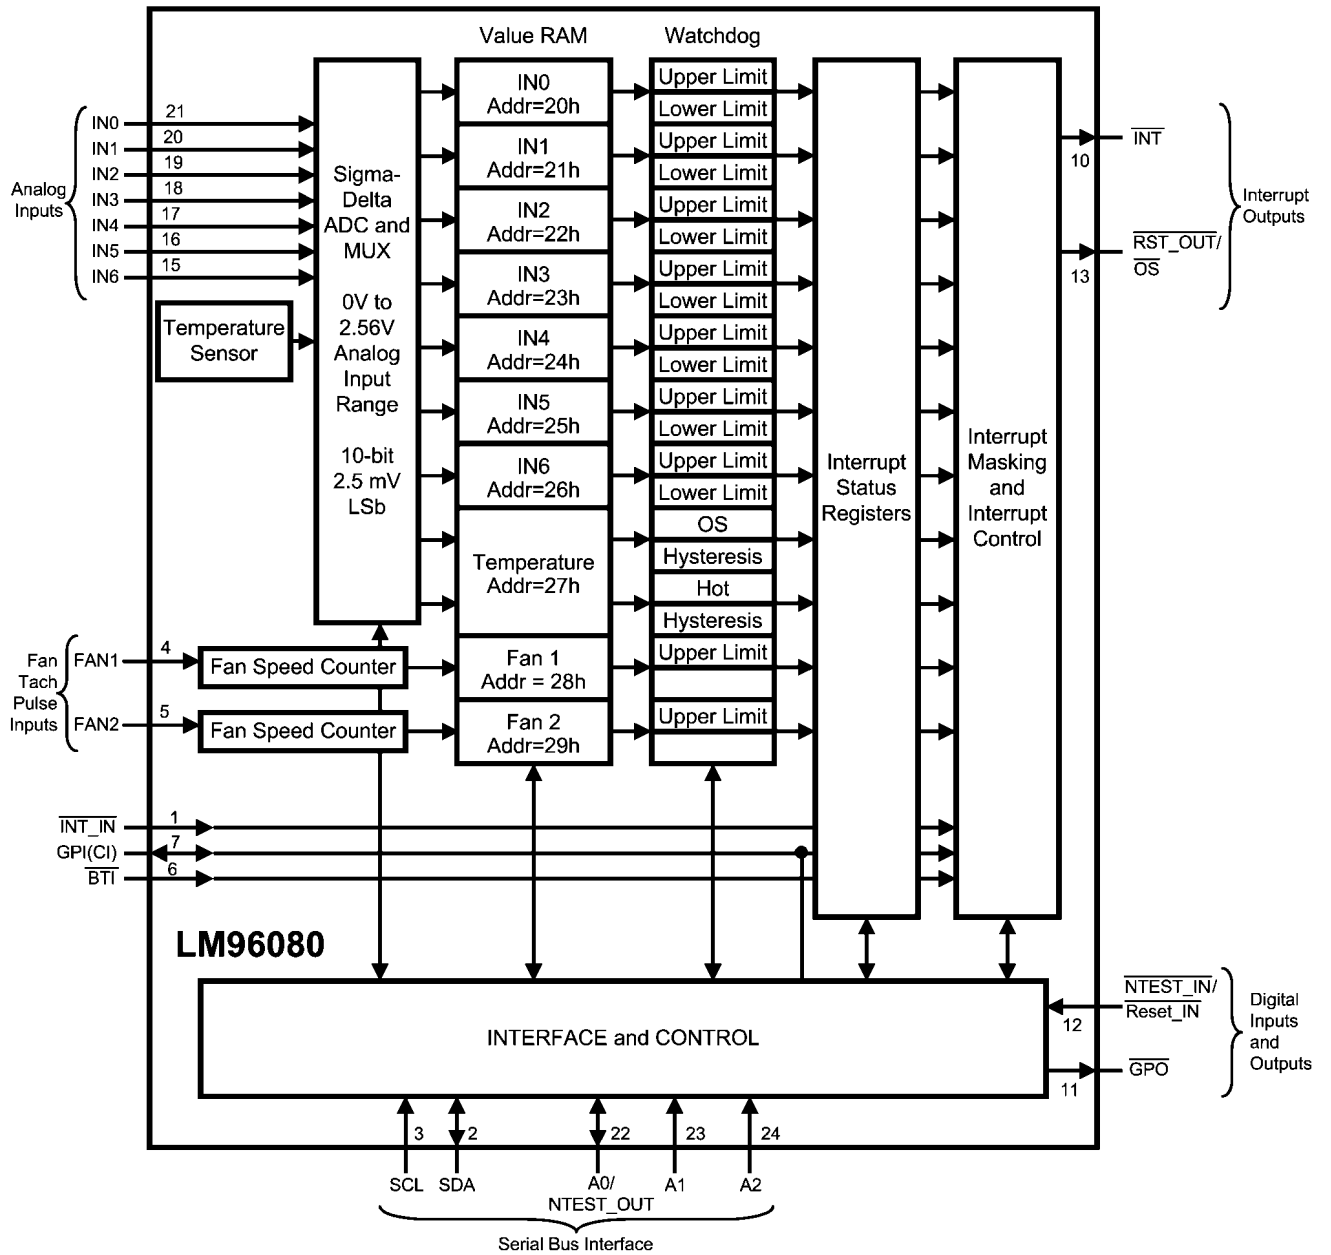 Value RAM
Watchdog
Analog
Inputs
IN0
21
IN1
20
IN2
19
IN3
18
IN4
17
IN5
16
IN6
15
Temperature
Sensor
Sigma-
Delta
ADC and
MUX
0V to
2.56V
Analog
Input
Range
10-bit
2.5 mV
LSb
IN0
Addr=20h
IN1
Addr=21h
IN2
Addr=22h
IN3
Addr=23h
IN4
Addr=24h
IN5
Addr=25h
IN6
Addr=26h
Temperature
Addr=27h
Fan 1
Addr = 28h
Fan 2
Addr=29h
Upper Limit
Lower Limit
Upper Limit
Lower Limit
Upper Limit
Lower Limit
Upper Limit
Lower Limit
Upper Limit
Lower Limit
Upper Limit
Lower Limit
Upper Limit
Lower Limit
OS
Hysteresis
Hot
Hysteresis
Upper Limit
Upper Limit
Interrupt
Status
Registers
Interrupt
Masking
and
Interrupt
Control
INT
10
RST_OUT/
OS
13
Interrupt
Outputs
Fan
Tach
Pulse
Inputs
FAN1
4
Fan Speed Counter
FAN2
5
Fan Speed Counter
INT_IN
1
GPI(CI)
7
BTI
6
LM96080
INTERFACE and CONTROL
NTEST_IN/
Reset_IN
12
GPO
11
Digital
Inputs
and
Outputs
3
2
22
23
24
SCL
SDA
A0/
NTEST_OUT
A1
A2
Serial Bus Interface